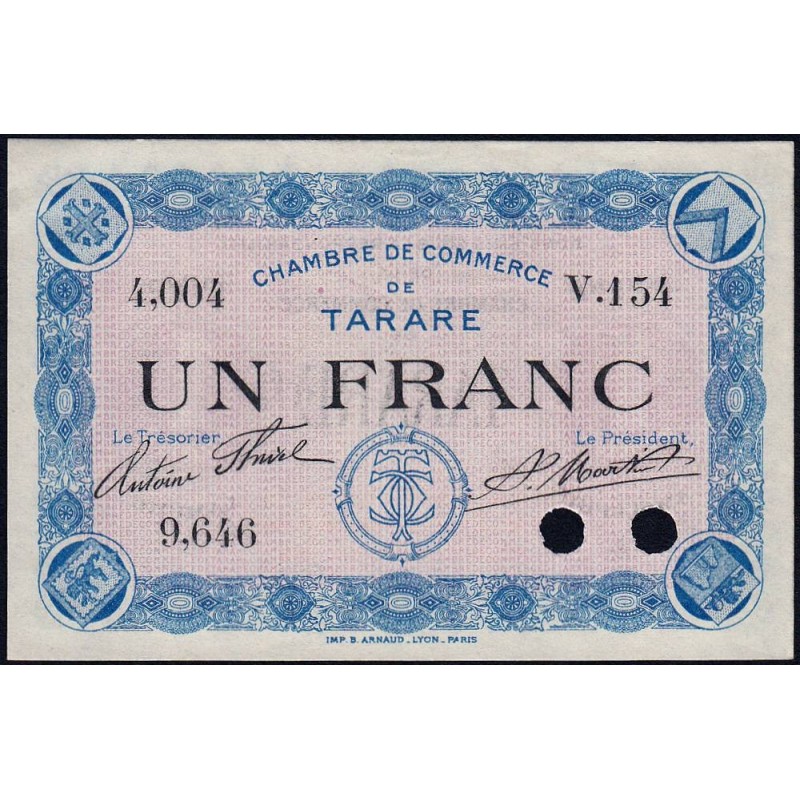 CHAMBRE DE COMMERCE
4,004 DE V.154
TARARE
UN FRANC
Le Trésorier, Le Président,
Antoine
9,646
IMP. B. ARNAUD _ LYON _ PARIS